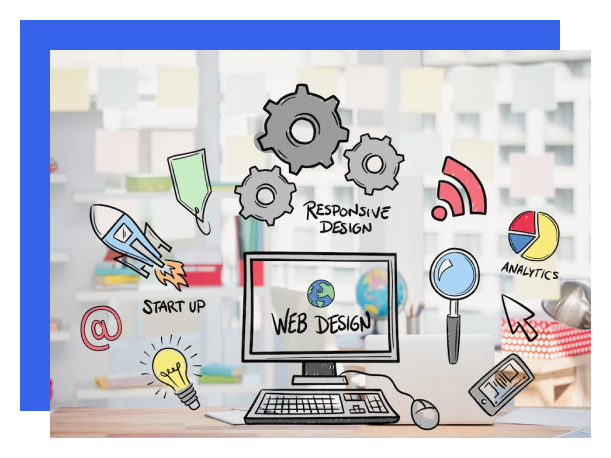 RESPONSIVE
DESIGN
ANALYTICS
START UP
@
WEB DESIGN